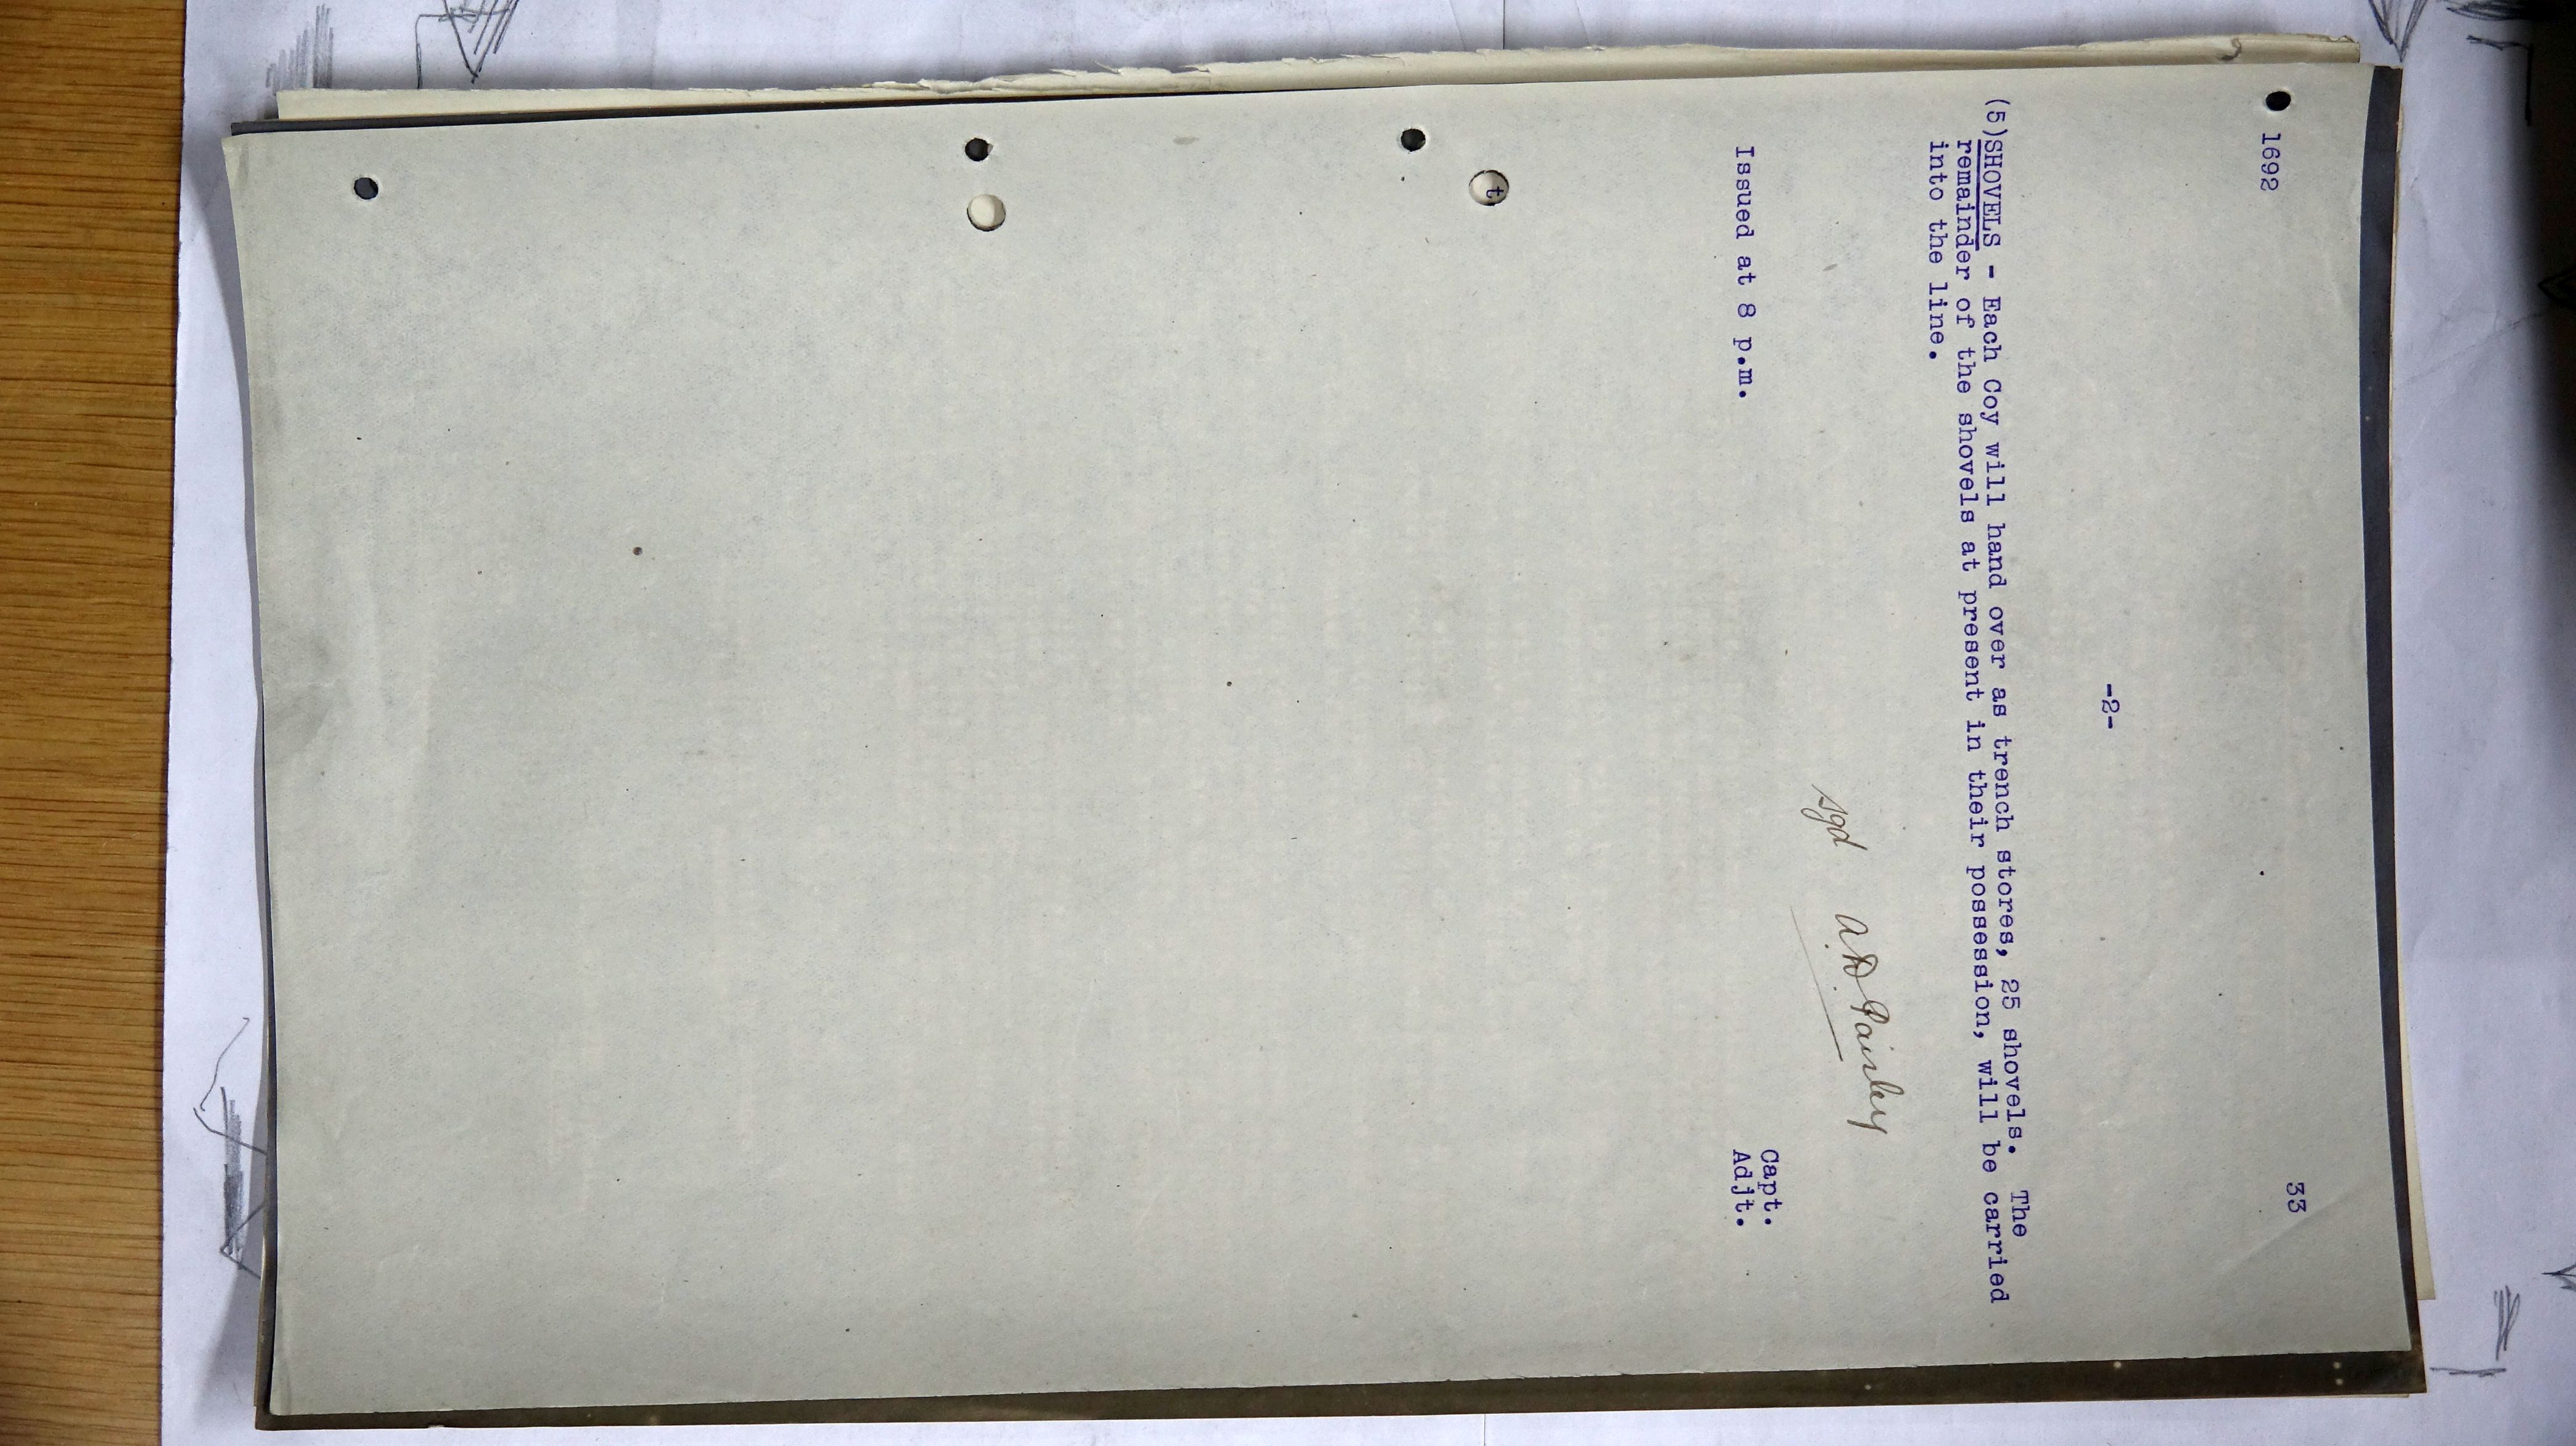 1692
33
-2-
(5)SHOVELS - Each Coy will hand over as trench stores, 25 shovels. The
remainder of the shovels at present in their possession, will be carried
into the line.
sgd A.D. Paisley
Capt.
Issued at 8 p.m. Adjt.
t